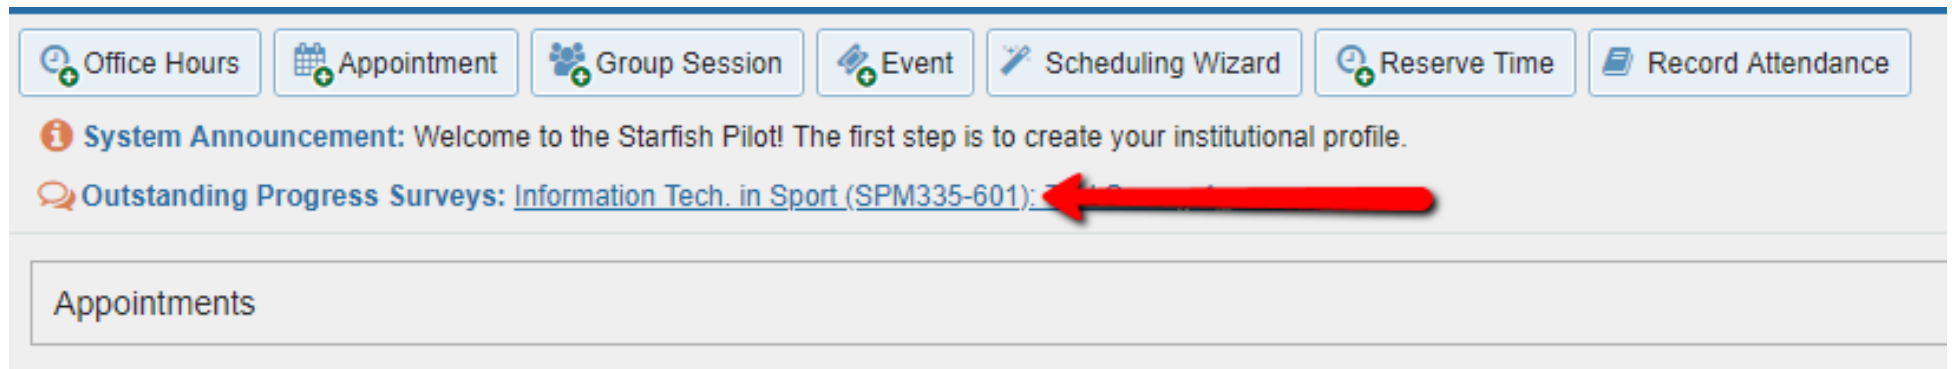 Office Hours Appointment Group Session Event Scheduling Wizard Reserve Time Record Attendance
System Announcement: Welcome to the Starfish Pilot! The first step is to create your institutional profile.
Outstanding Progress Surveys: Information Tech. in Sport (SPM335-601):
Appointments